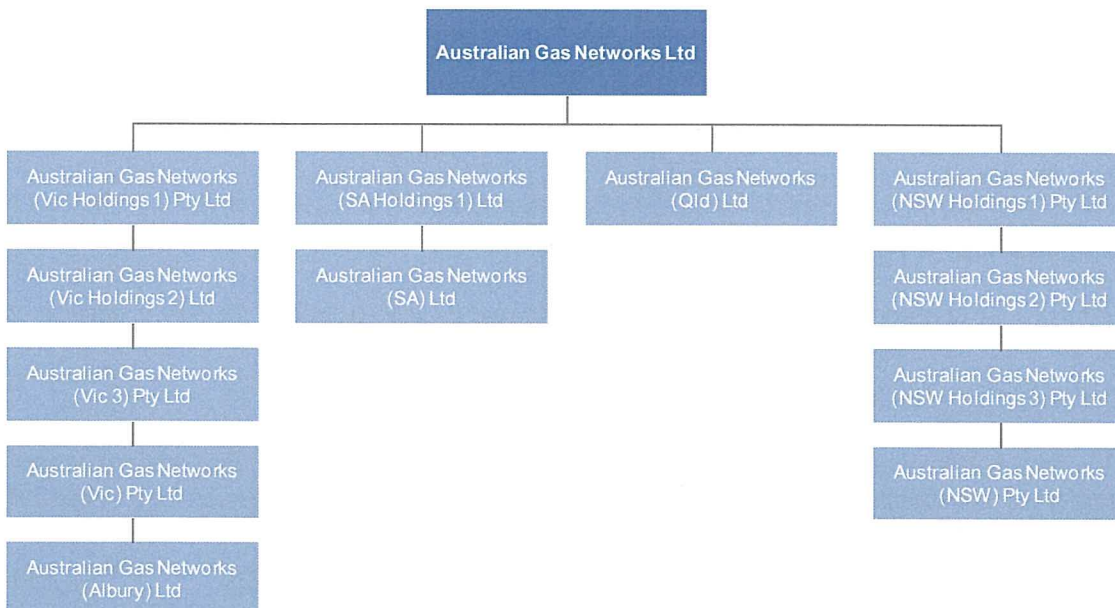 Australian Gas Networks Ltd
Australian Gas Networks
(Vic Holdings 1) Pty Ltd
Australian Gas Networks
(Vic Holdings 2) Ltd
Australian Gas Networks
(Vic 3) Pty Ltd
Australian Gas Networks
(Vic) Pty Ltd
Australian Gas Networks
(Albury) Ltd
Australian Gas Networks
(SA Holdings 1) Ltd
Australian Gas Networks
(SA) Ltd
Australian Gas Networks
(Qld) Ltd
Australian Gas Networks
(NSW Holdings 1) Pty Ltd
Australian Gas Networks
(NSW Holdings 2) Pty Ltd
Australian Gas Networks
(NSW Holdings 3) Pty Ltd
Australian Gas Networks
(NSW) Pty Ltd